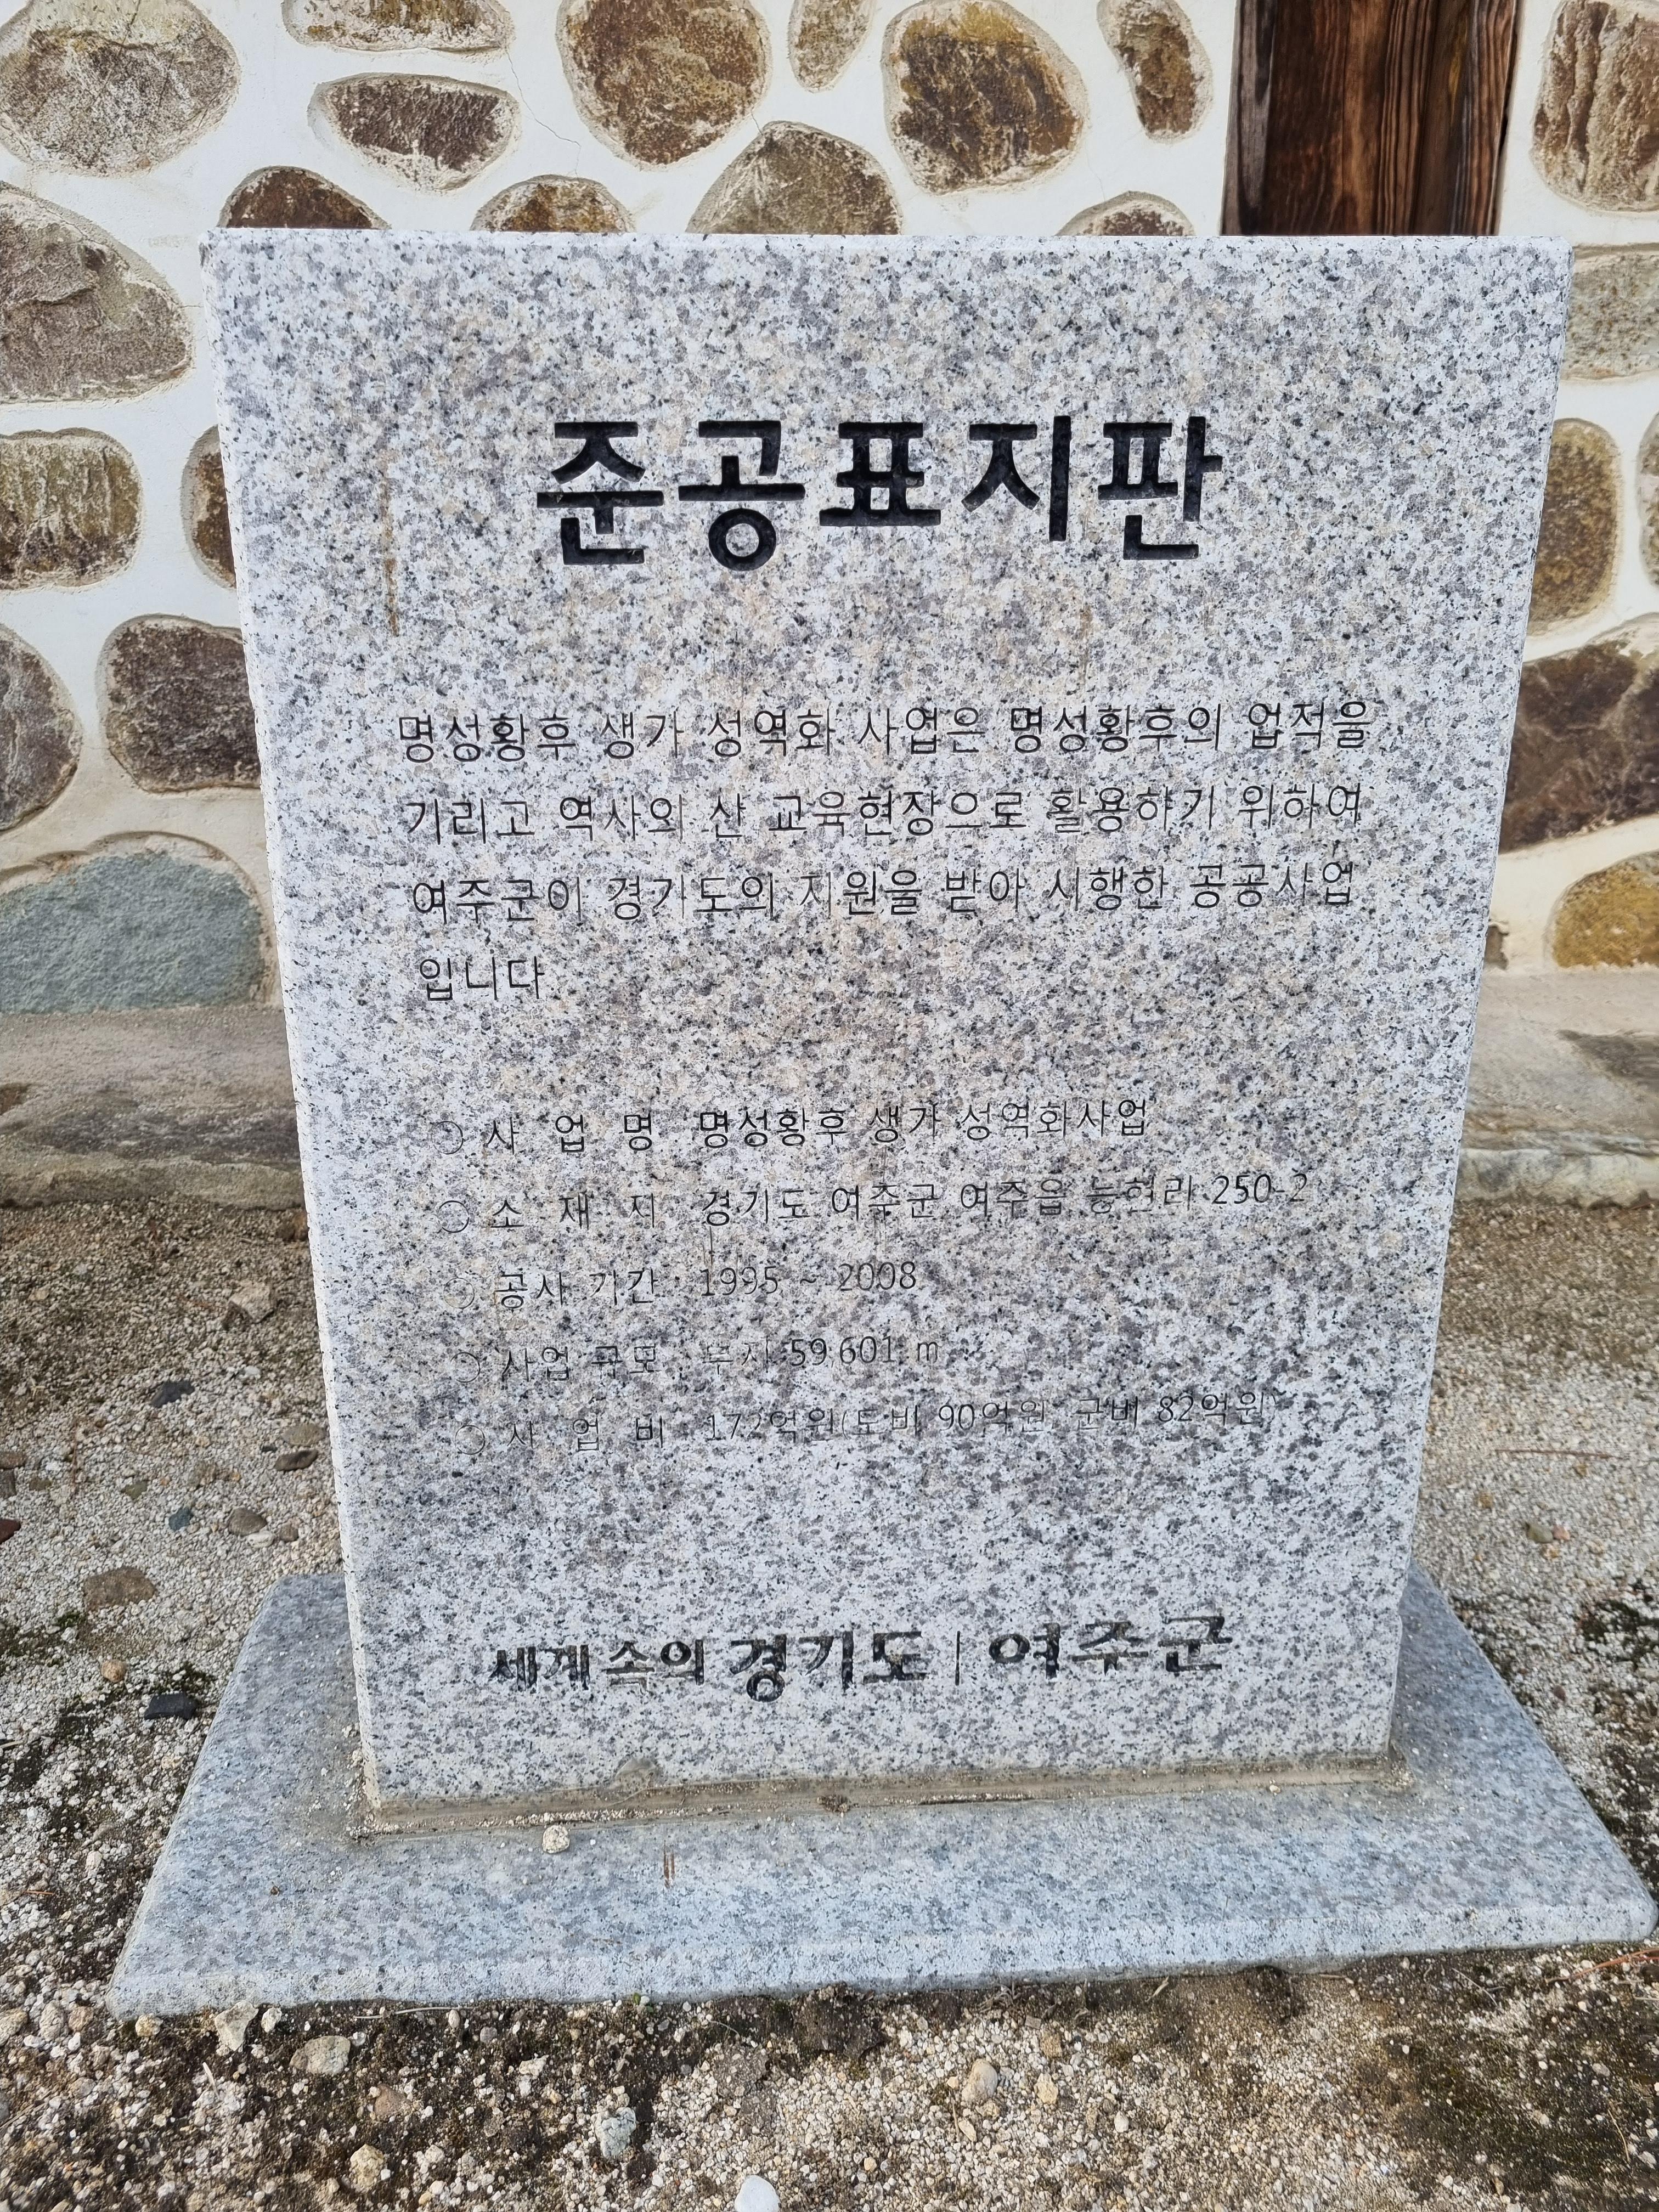 준공표지판
명성황후 생가 성역화 사업은 명성황후의 업적을
기리고 역사의 산 교육현장으로 활용하기 위하여
여주군이 경기도의 지원을 받아 시행한 공공사업
입니다
○ 사 업 명 : 명성황후 생가 성역화사업
○ 소 재 지 : 경기도 여주군 여주읍 능현리 250-2
○ 공사 기간 : 1995 ~ 2008
○ 사업 규모 : 부지 59,601 ㎡
○ 사 업 비 : 172억원(도비 90억원, 군비 82억원)
세계속의 경기도 | 여주군